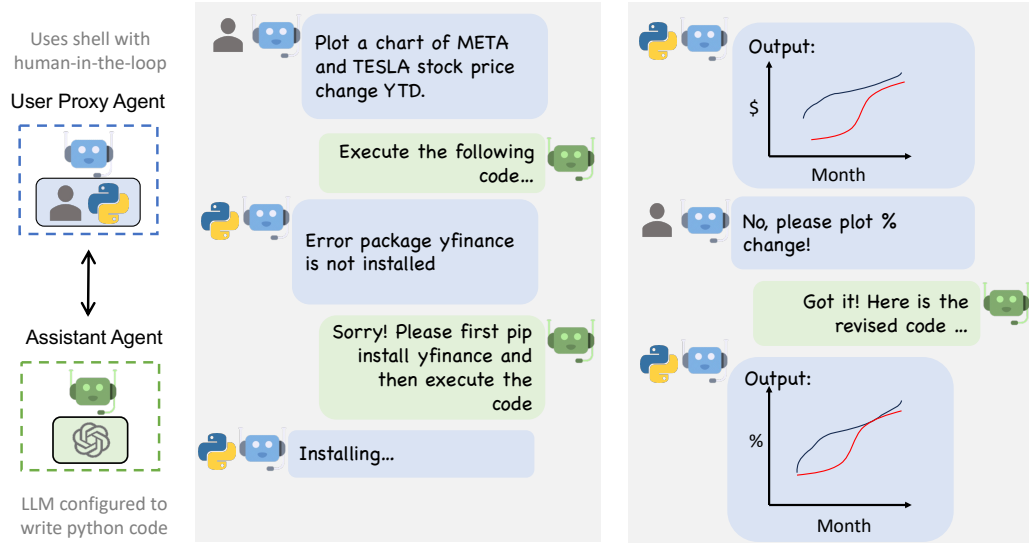 Uses shell with
human-in-the-loop
User Proxy Agent
Assistant Agent
LLM configured to
write python code
Plot a chart of META
and TESLA stock price
change YTD.
Execute the following
code…
Error package yfinance
is not installed
Sorry! Please first pip
install yfinance and
then execute the
code
Installing…
Output:
$
Month
No, please plot %
change!
Got it! Here is the
revised code …
Output:
%
Month